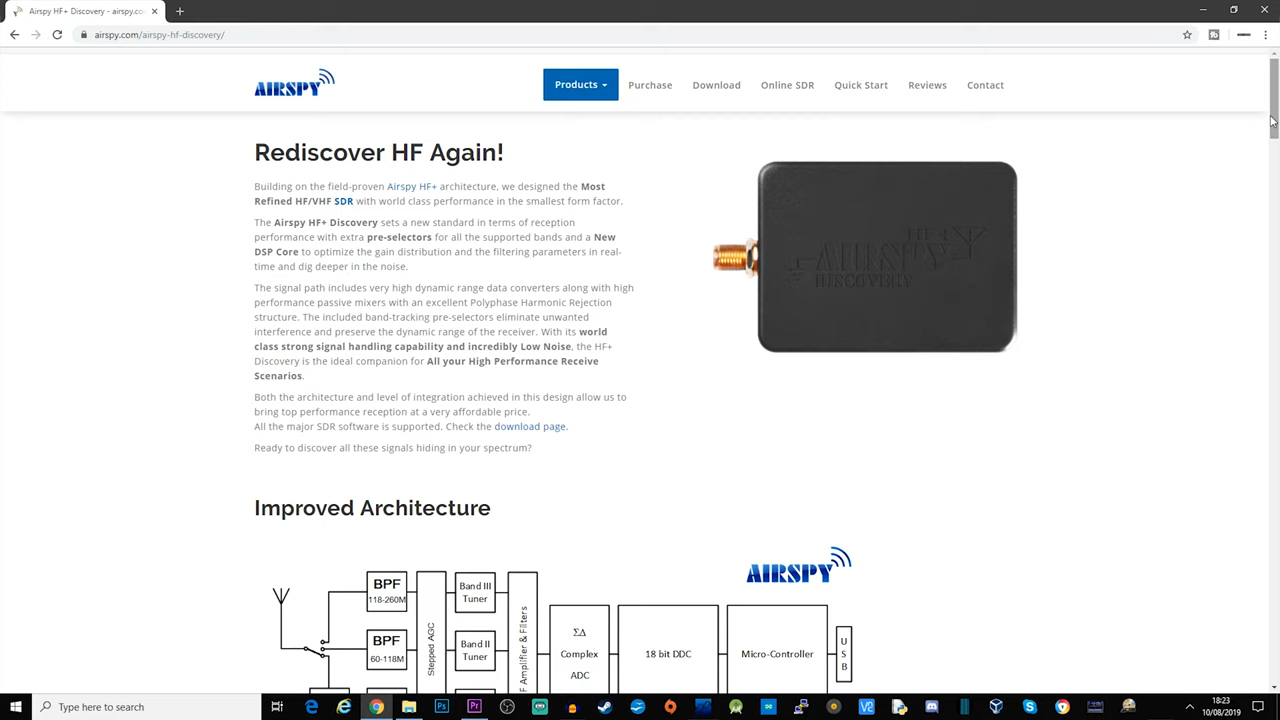 Airspy HF+ Discovery - airspy.co
airspy.com/airspy-hf-discovery/
AIRSPY
Products
Purchase
Download
Online SDR
Quick Start
Reviews
Contact
Rediscover HF Again!
Building on the field-proven Airspy HF+ architecture, we designed the Most
Refined HF/VHF SDR with world class performance in the smallest form factor.
The Airspy HF+ Discovery sets a new standard in terms of reception
performance with extra pre-selectors for all the supported bands and a New
DSP Core to optimize the gain distribution and the filtering parameters in real-
time and dig deeper in the noise.
The signal path includes very high dynamic range data converters along with high
performance passive mixers with an excellent Polyphase Harmonic Rejection
structure. The included band-tracking pre-selectors eliminate unwanted
interference and preserve the dynamic range of the receiver. With its world
class strong signal handling capability and incredibly Low Noise, the HF+
Discovery is the ideal companion for All your High Performance Receive
Scenarios.
Both the architecture and level of integration achieved in this design allow us to
bring top performance reception at a very affordable price.
All the major SDR software is supported. Check the download page.
Ready to discover all these signals hiding in your spectrum?
HF+
AIRSPY
DISCOVERY
Improved Architecture
AIRSPY
BPF
118-260M
BPF
60-118M
Stepped AGC
Band III
Tuner
Band II
Tuner
F Amplifier & Filters
ΣΔ
Complex
ADC
18 bit DDC
Micro-Controller
U
S
B
Type here to search
18:23
10/08/2019